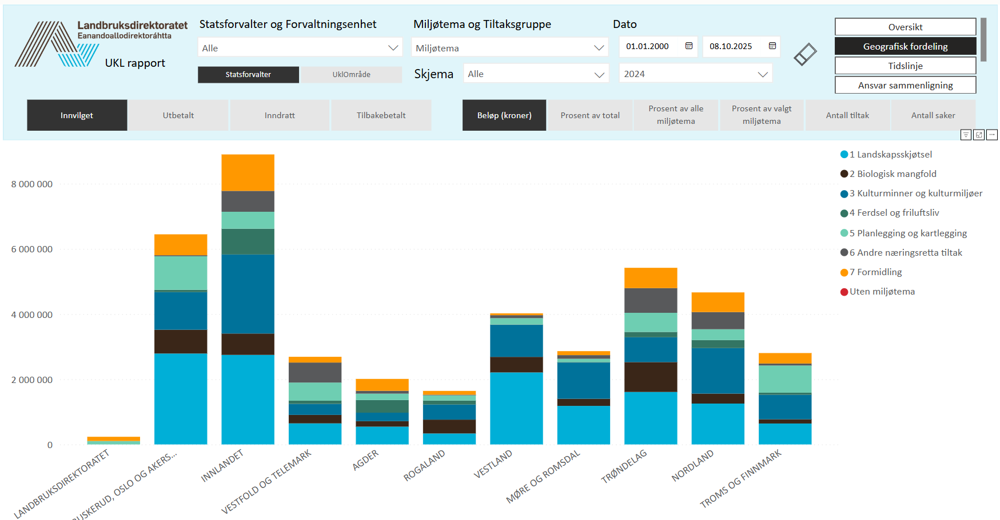 Landbruksdirektoratet
Eanandoallodirektoráhtta
UKL rapport
Statsforvalter og Forvaltningsenhet
Alle
Statsforvalter
UklOmråde
Miljøtema og Tiltaksgruppe
Miljøtema
Skjema
Alle
Dato
01.01.2000
08.10.2025
2024
Oversikt
Geografisk fordeling
Tidslinje
Ansvar sammenligning
Innvilget
Utbetalt
Inndratt
Tilbakebetalt
Beløp (kroner)
Prosent av total
Prosent av alle
miljøtema
Prosent av valgt
miljøtema
Antall tiltak
Antall saker
8 000 000
6 000 000
4 000 000
2 000 000
0
LANDBRUKSDIREKTORATET
USKERUD, OSLO OG AKERS...
INNLANDET
VESTFOLD OG TELEMARK
AGDER
ROGALAND
VESTLAND
MØRE OG ROMSDAL
TRØNDELAG
NORDLAND
TROMS OG FINNMARK
1 Landskapsskjøtsel
2 Biologisk mangfold
3 Kulturminner og kulturmiljøer
4 Ferdsel og friluftsliv
5 Planlegging og kartlegging
6 Andre næringsretta tiltak
7 Formidling
Uten miljøtema